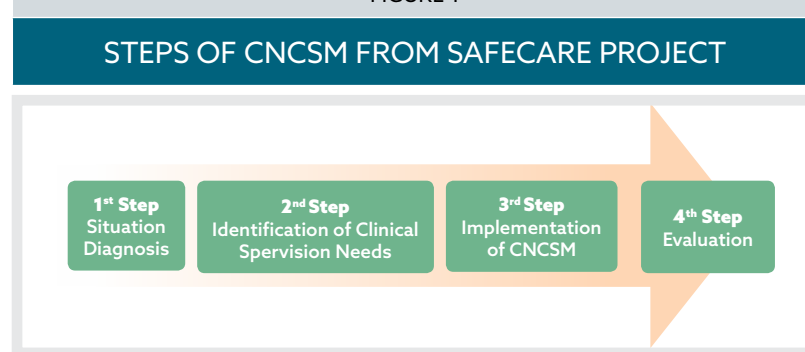 STEPS OF CNCSM FROM SAFECARE PROJECT
1st Step
Situation
Diagnosis
2nd Step
Identification of Clinical
Spervision Needs
3rd Step
Implementation
of CNCSM
4th Step
Evaluation